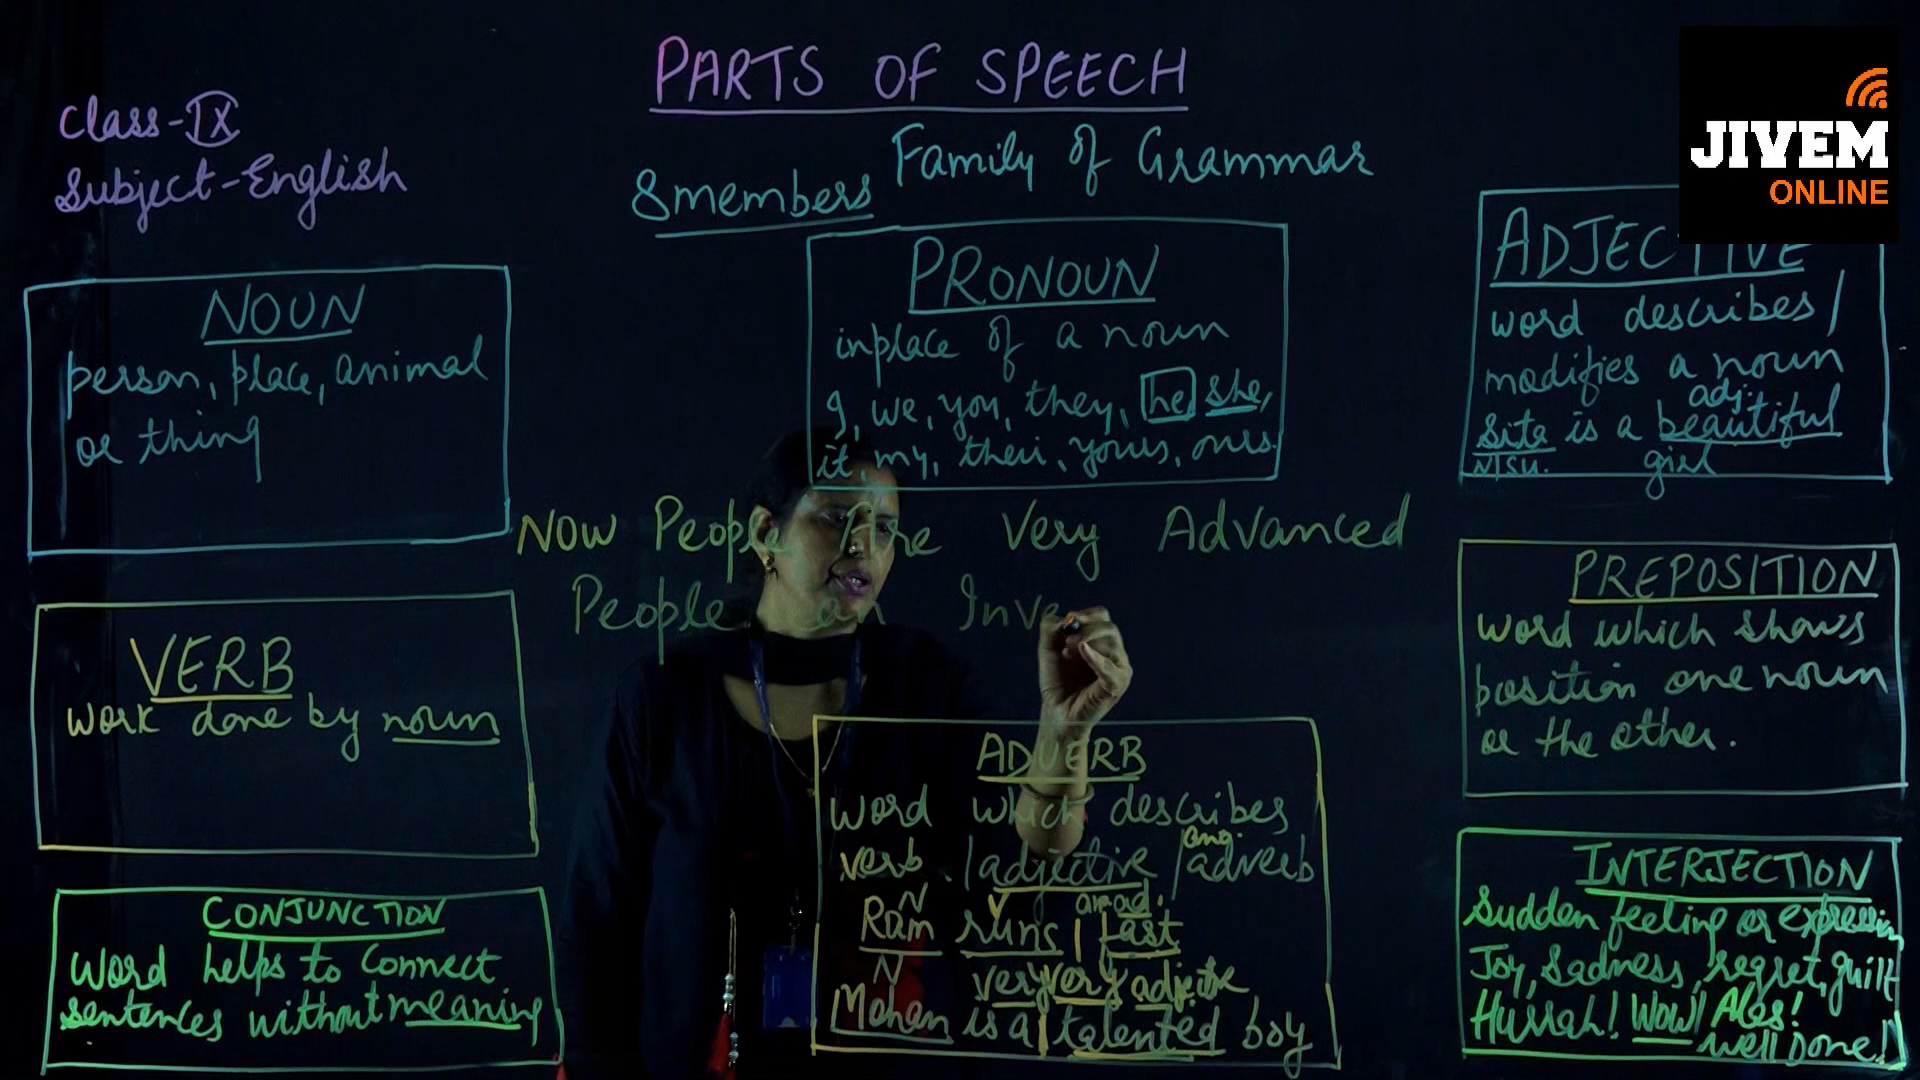 PARTS OF SPEECH
Class-IX
Subject-English
Family of Grammar
8members
JIVEM
ONLINE
NOUN
person, place, animal
or thing
PRONOUN
inplace of a noun
I, we, you, they, he she,
it, my, their, yours, ours.
ADJECTIVE
word describes/
modifies a noun
adj.
Sita is a beautiful
girl
Now People Are Very Advanced
People can Inve
VERB
work done by noun
PREPOSITION
word which shows
position one noun
or the other.
ADVERB
word which describes
verb / adjective / adverb
N V ad.
Ram runs | fast
N very very adjective
Mohan is a talented boy
CONJUNCTION
word helps to connect
sentences without meaning
INTERJECTION
Sudden feeling or expression
Joy, Sadness, regret, guilt
Hurrah! Wow! Alas!
well Done!